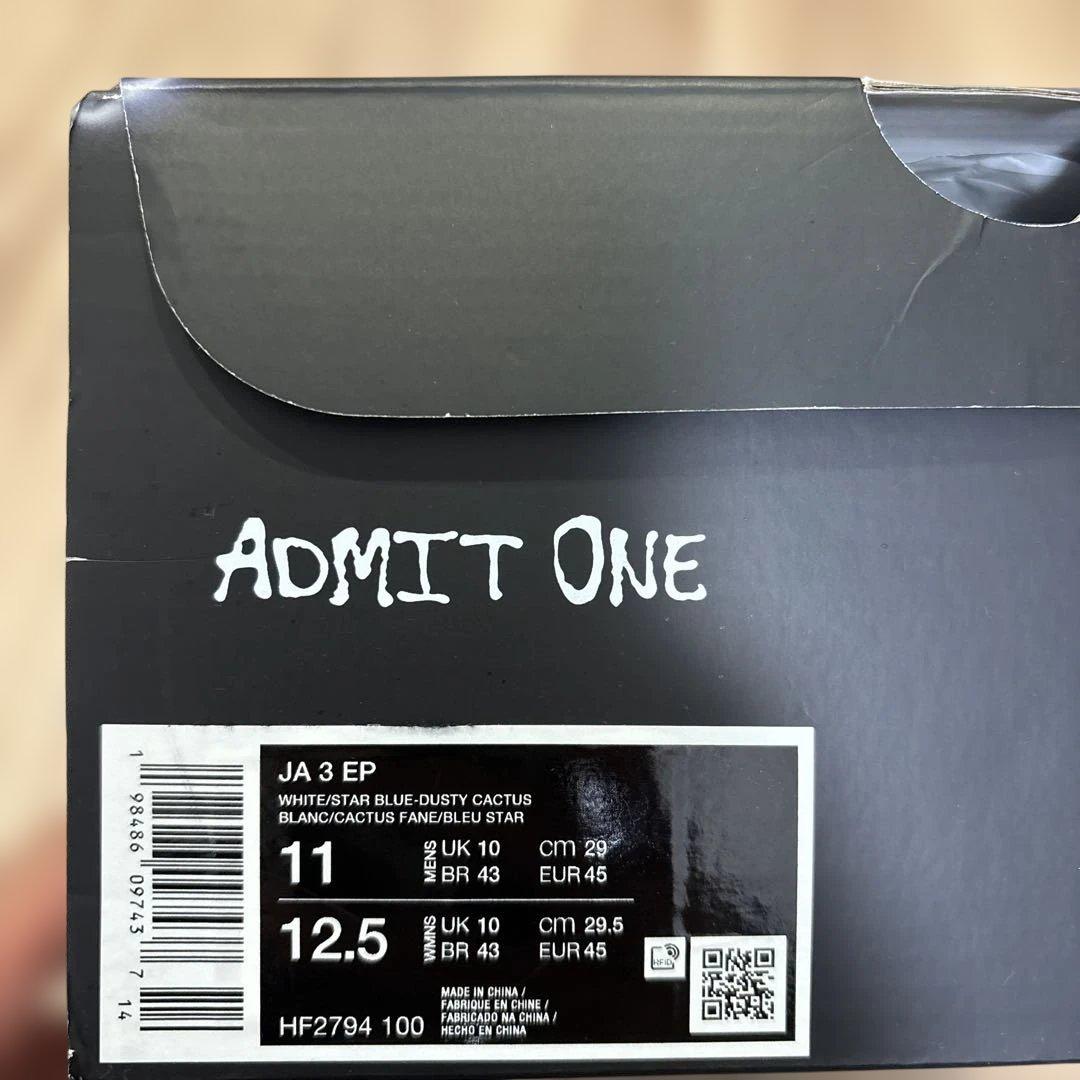 ADMIT ONE
1 98486 09743 7 14
JA 3 EP
WHITE/STAR BLUE-DUSTY CACTUS
BLANC/CACTUS FANE/BLEU STAR
11 MENS UK 10 cm 29
BR 43 EUR 45
12.5 WMNS UK 10 cm 29.5
BR 43 EUR 45
RFID
MADE IN CHINA /
FABRIQUE EN CHINE /
FABRICADO NA CHINA /
HECHO EN CHINA
HF2794 100